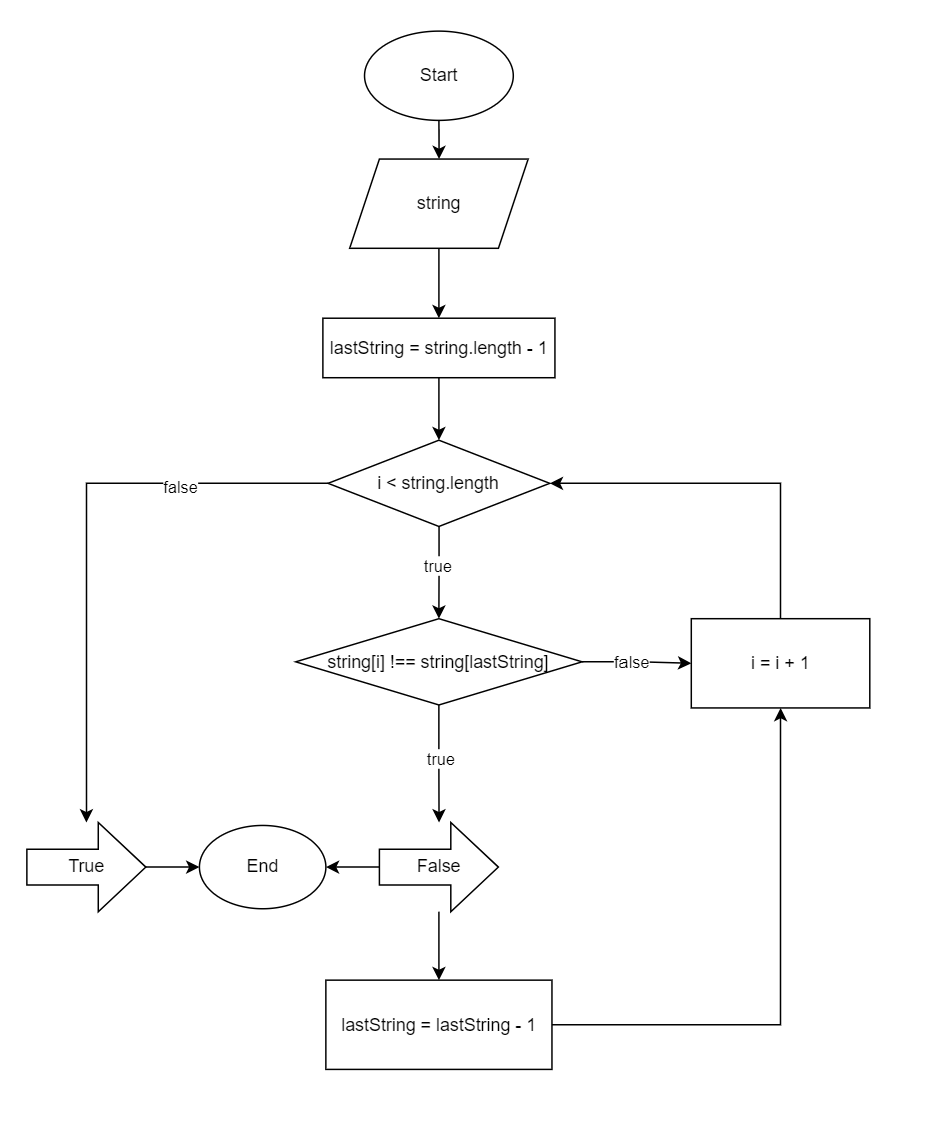 Start
string
lastString = string.length - 1
i < string.length
false
true
string[i] !== string[lastString]
false
i = i + 1
true
True
End
False
lastString = lastString - 1